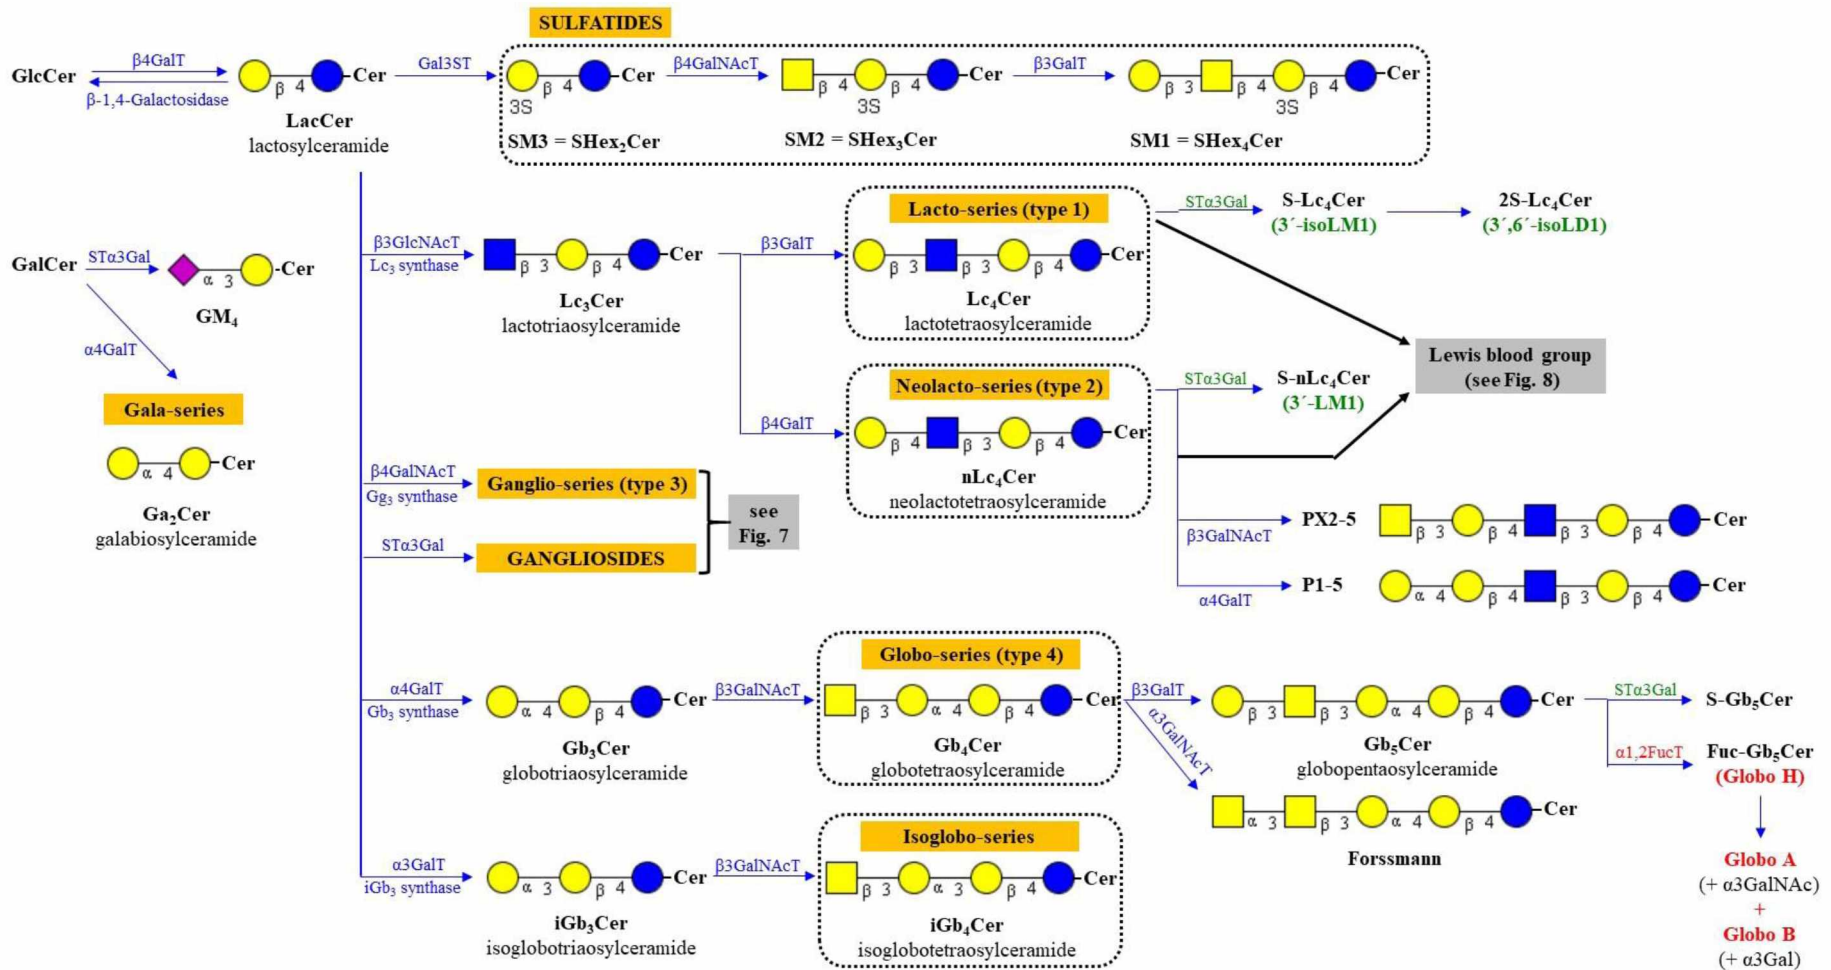 SULFATIDES
GlcCer
β4GalT
β-1,4-Galactosidase
β 4
Cer
LacCer
lactosylceramide
Gal3ST
β 4
Cer
3S
SM3 = SHex₂Cer
β4GalNAcT
β 4 β 4
Cer
3S
SM2 = SHex₃Cer
β3GalT
β 3 β 4 β 4
Cer
3S
SM1 = SHex₄Cer
GalCer
STα3Gal
α 3
Cer
GM₄
α4GalT
Gala-series
α 4
Cer
Ga₂Cer
galabiosylceramide
β3GlcNAcT
Lc₃ synthase
β 3 β 4
Cer
Lc₃Cer
lactotriaosylceramide
β3GalT
Lacto-series (type 1)
β 3 β 3 β 4
Cer
Lc₄Cer
lactotetraosylceramide
STα3Gal
S-Lc₄Cer
(3´-isoLM1)
2S-Lc₄Cer
(3´,6´-isoLD1)
Lewis blood group
(see Fig. 8)
β4GalT
Neolacto-series (type 2)
β 4 β 3 β 4
Cer
nLc₄Cer
neolactotetraosylceramide
STα3Gal
S-nLc₄Cer
(3´-LM1)
β3GalNAcT
PX2-5
β 3 β 4 β 3 β 4
Cer
α4GalT
P1-5
α 4 β 4 β 3 β 4
Cer
β4GalNAcT
Gg₃ synthase
Ganglio-series (type 3)
STα3Gal
GANGLIOSIDES
see
Fig. 7
α4GalT
Gb₃ synthase
α 4 β 4
Cer
Gb₃Cer
globotriaosylceramide
β3GalNAcT
Globo-series (type 4)
β 3 α 4 β 4
Cer
Gb₄Cer
globotetraosylceramide
β3GalT
α3GalNAcT
β 3 β 3 α 4 β 4
Cer
Gb₅Cer
globopentaosylceramide
STα3Gal
S-Gb₅Cer
α1,2FucT
Fuc-Gb₅Cer
(Globo H)
α 3 β 3 α 4 β 4
Cer
Forssmann
Globo A
(+ α3GalNAc)
+
Globo B
(+ α3Gal)
α3GalT
iGb₃ synthase
α 3 β 4
Cer
iGb₃Cer
isoglobotriaosylceramide
β3GalNAcT
Isoglobo-series
β 3 α 3 β 4
Cer
iGb₄Cer
isoglobotetraosylceramide